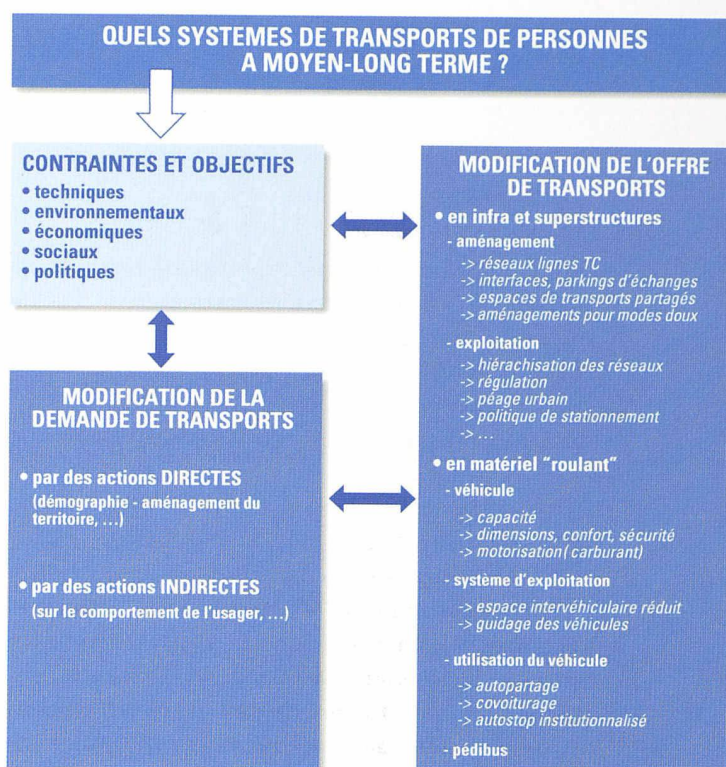 QUELS SYSTEMES DE TRANSPORTS DE PERSONNES
A MOYEN-LONG TERME ?
CONTRAINTES ET OBJECTIFS
• techniques
• environnementaux
• économiques
• sociaux
• politiques
MODIFICATION DE LA
DEMANDE DE TRANSPORTS
• par des actions DIRECTES
(démographie - aménagement du
territoire, ...)
• par des actions INDIRECTES
(sur le comportement de l'usager, ...)
MODIFICATION DE L'OFFRE
DE TRANSPORTS
• en infra et superstructures
- aménagement
-> réseaux lignes TC
-> interfaces, parkings d'échanges
-> espaces de transports partagés
-> aménagements pour modes doux
- exploitation
-> hiérachisation des réseaux
-> régulation
-> péage urbain
-> politique de stationnement
-> ...
• en matériel "roulant"
- véhicule
-> capacité
-> dimensions, confort, sécurité
-> motorisation ( carburant)
- système d'exploitation
-> espace intervéhiculaire réduit
-> guidage des véhicules
- utilisation du véhicule
-> autopartage
-> covoiturage
-> autostop institutionnalisé
- pédibus